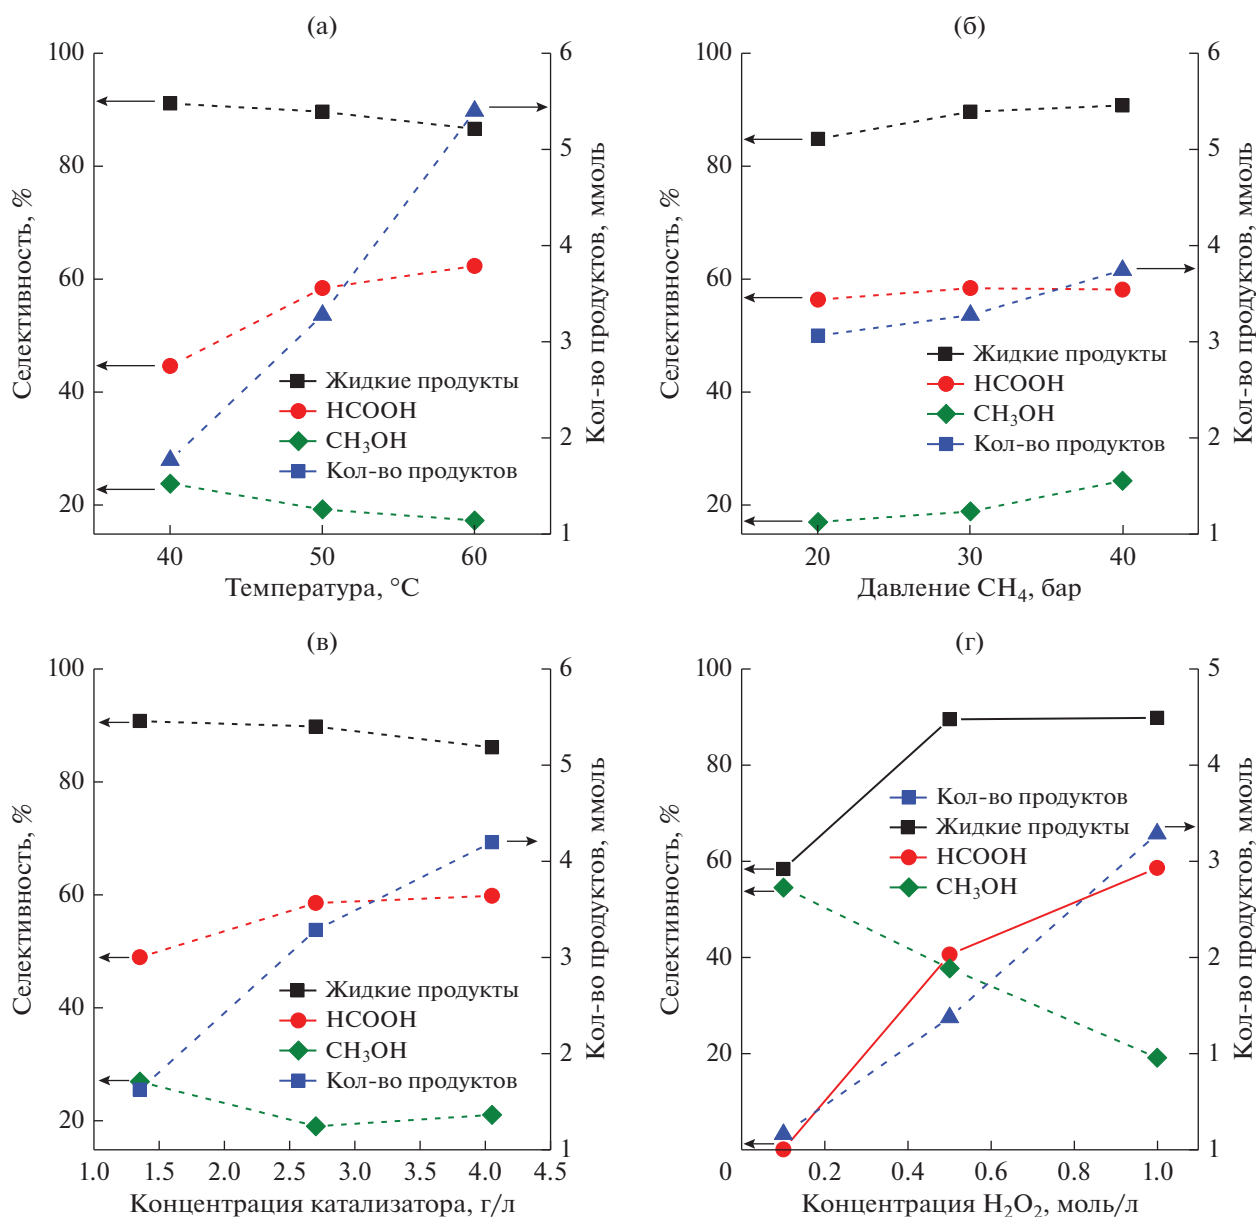 (а)
Селективность, %
100
80
60
40
20
6
5
4
3
2
1
Кол-во продуктов, ммоль
Жидкие продукты
HCOOH
CH₃OH
Кол-во продуктов
40 50 60
Температура, °C
(б)
Селективность, %
100
80
60
40
20
6
5
4
3
2
1
Кол-во продуктов, ммоль
Жидкие продукты
HCOOH
CH₃OH
Кол-во продуктов
20 30 40
Давление CH₄, бар
(в)
Селективность, %
100
80
60
40
20
6
5
4
3
2
1
Кол-во продуктов, ммоль
Жидкие продукты
HCOOH
CH₃OH
Кол-во продуктов
1.0 1.5 2.0 2.5 3.0 3.5 4.0 4.5
Концентрация катализатора, г/л
(г)
Селективность, %
100
80
60
40
20
5
4
3
2
1
1
Кол-во продуктов, ммоль
Кол-во продуктов
Жидкие продукты
HCOOH
CH₃OH
0 0.2 0.4 0.6 0.8 1.0
Концентрация H₂O₂, моль/л